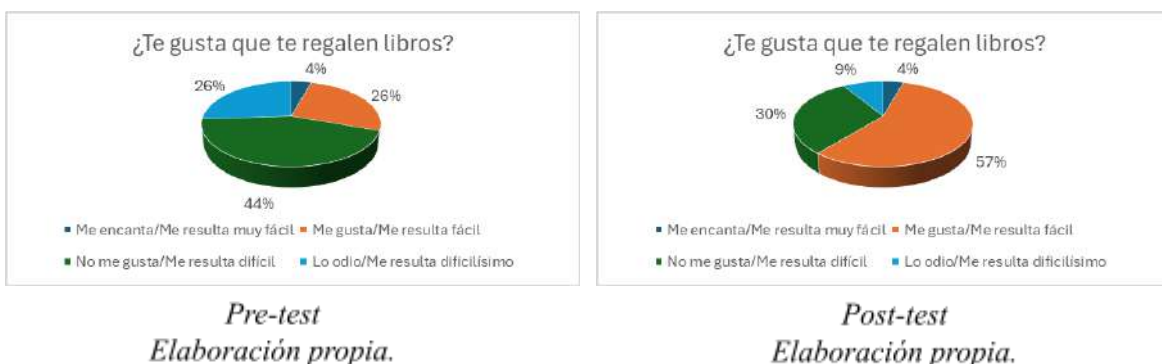 ¿Te gusta que te regalen libros?
4%
26%
26%
44%
■ Me encanta/Me resulta muy fácil ■ Me gusta/Me resulta fácil
■ No me gusta/Me resulta difícil ■ Lo odio/Me resulta dificilísimo
Pre-test
Elaboración propia.
¿Te gusta que te regalen libros?
9%
4%
30%
57%
■ Me encanta/Me resulta muy fácil ■ Me gusta/Me resulta fácil
■ No me gusta/Me resulta difícil ■ Lo odio/Me resulta dificilísimo
Post-test
Elaboración propia.